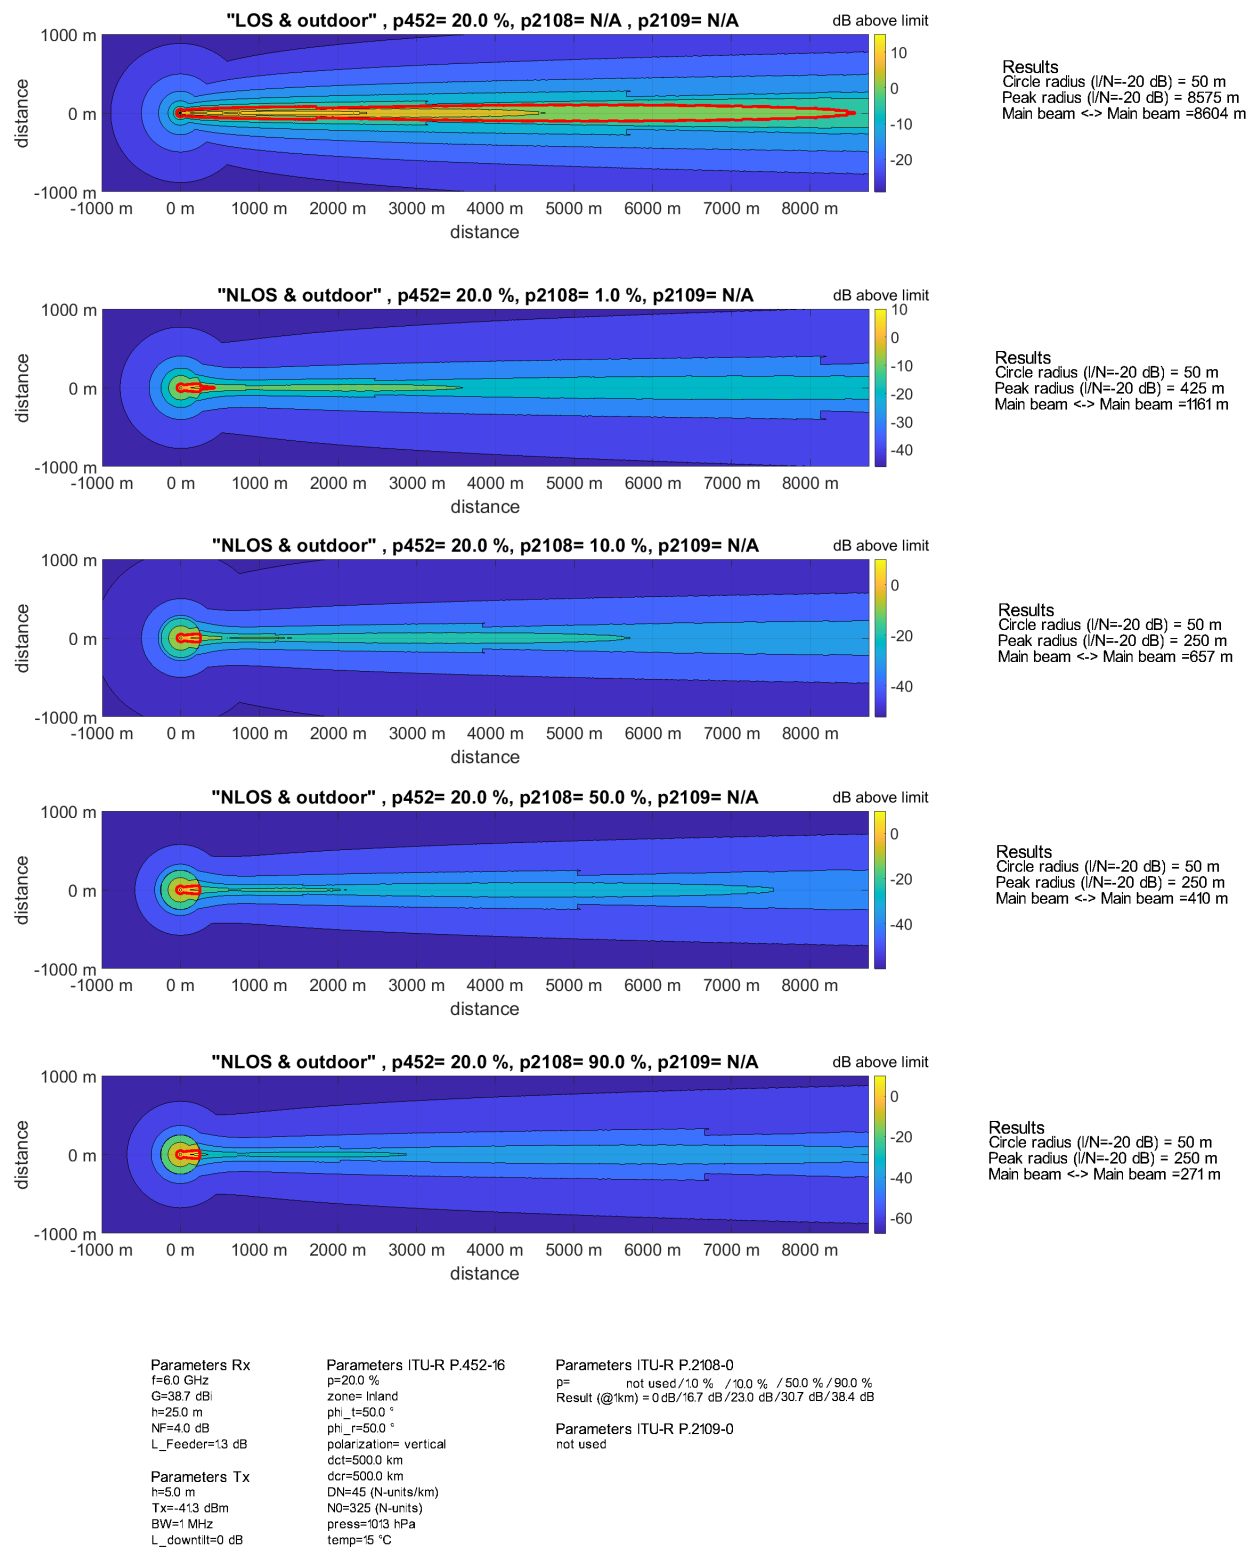 "LOS & outdoor" , p452= 20.0 %, p2108= N/A , p2109= N/A
dB above limit
1000 m
0 m
-1000 m
distance
-1000 m 0 m 1000 m 2000 m 3000 m 4000 m 5000 m 6000 m 7000 m 8000 m
distance
10
0
-10
-20
Results
Circle radius (I/N=-20 dB) = 50 m
Peak radius (I/N=-20 dB) = 8575 m
Main beam <-> Main beam =8604 m
"NLOS & outdoor" , p452= 20.0 %, p2108= 1.0 %, p2109= N/A
dB above limit
1000 m
0 m
-1000 m
distance
-1000 m 0 m 1000 m 2000 m 3000 m 4000 m 5000 m 6000 m 7000 m 8000 m
distance
10
0
-10
-20
-30
-40
Results
Circle radius (I/N=-20 dB) = 50 m
Peak radius (I/N=-20 dB) = 425 m
Main beam <-> Main beam =1161 m
"NLOS & outdoor" , p452= 20.0 %, p2108= 10.0 %, p2109= N/A
dB above limit
1000 m
0 m
-1000 m
distance
-1000 m 0 m 1000 m 2000 m 3000 m 4000 m 5000 m 6000 m 7000 m 8000 m
distance
0
-20
-40
Results
Circle radius (I/N=-20 dB) = 50 m
Peak radius (I/N=-20 dB) = 250 m
Main beam <-> Main beam =657 m
"NLOS & outdoor" , p452= 20.0 %, p2108= 50.0 %, p2109= N/A
dB above limit
1000 m
0 m
-1000 m
distance
-1000 m 0 m 1000 m 2000 m 3000 m 4000 m 5000 m 6000 m 7000 m 8000 m
distance
0
-20
-40
Results
Circle radius (I/N=-20 dB) = 50 m
Peak radius (I/N=-20 dB) = 250 m
Main beam <-> Main beam =410 m
"NLOS & outdoor" , p452= 20.0 %, p2108= 90.0 %, p2109= N/A
dB above limit
1000 m
0 m
-1000 m
distance
-1000 m 0 m 1000 m 2000 m 3000 m 4000 m 5000 m 6000 m 7000 m 8000 m
distance
0
-20
-40
-60
Results
Circle radius (I/N=-20 dB) = 50 m
Peak radius (I/N=-20 dB) = 250 m
Main beam <-> Main beam =271 m
Parameters Rx
f=6.0 GHz
G=38.7 dBi
h=25.0 m
NF=4.0 dB
L_Feeder=1.3 dB
Parameters Tx
h=5.0 m
Tx=-41.3 dBm
BW=1 MHz
L_downtilt=0 dB
Parameters ITU-R P.452-16
p=20.0 %
zone= Inland
phi_t=50.0 °
phi_r=50.0 °
polarization= vertical
dct=500.0 km
dcr=500.0 km
DN=45 (N-units/km)
N0=325 (N-units)
press=1013 hPa
temp=15 °C
Parameters ITU-R P.2108-0
p= not used / 1.0 % / 10.0 % / 50.0 % / 90.0 %
Result (@1km) = 0 dB/16.7 dB/23.0 dB/30.7 dB/38.4 dB
Parameters ITU-R P.2109-0
not used